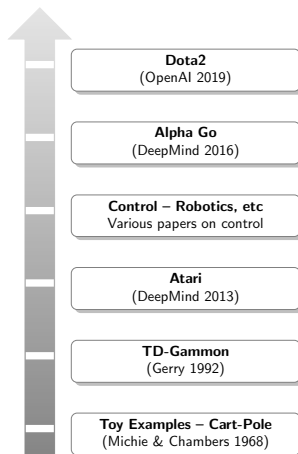 Dota2
(OpenAI 2019)
Alpha Go
(DeepMind 2016)
Control – Robotics, etc
Various papers on control
Atari
(DeepMind 2013)
TD-Gammon
(Gerry 1992)
Toy Examples – Cart-Pole
(Michie & Chambers 1968)